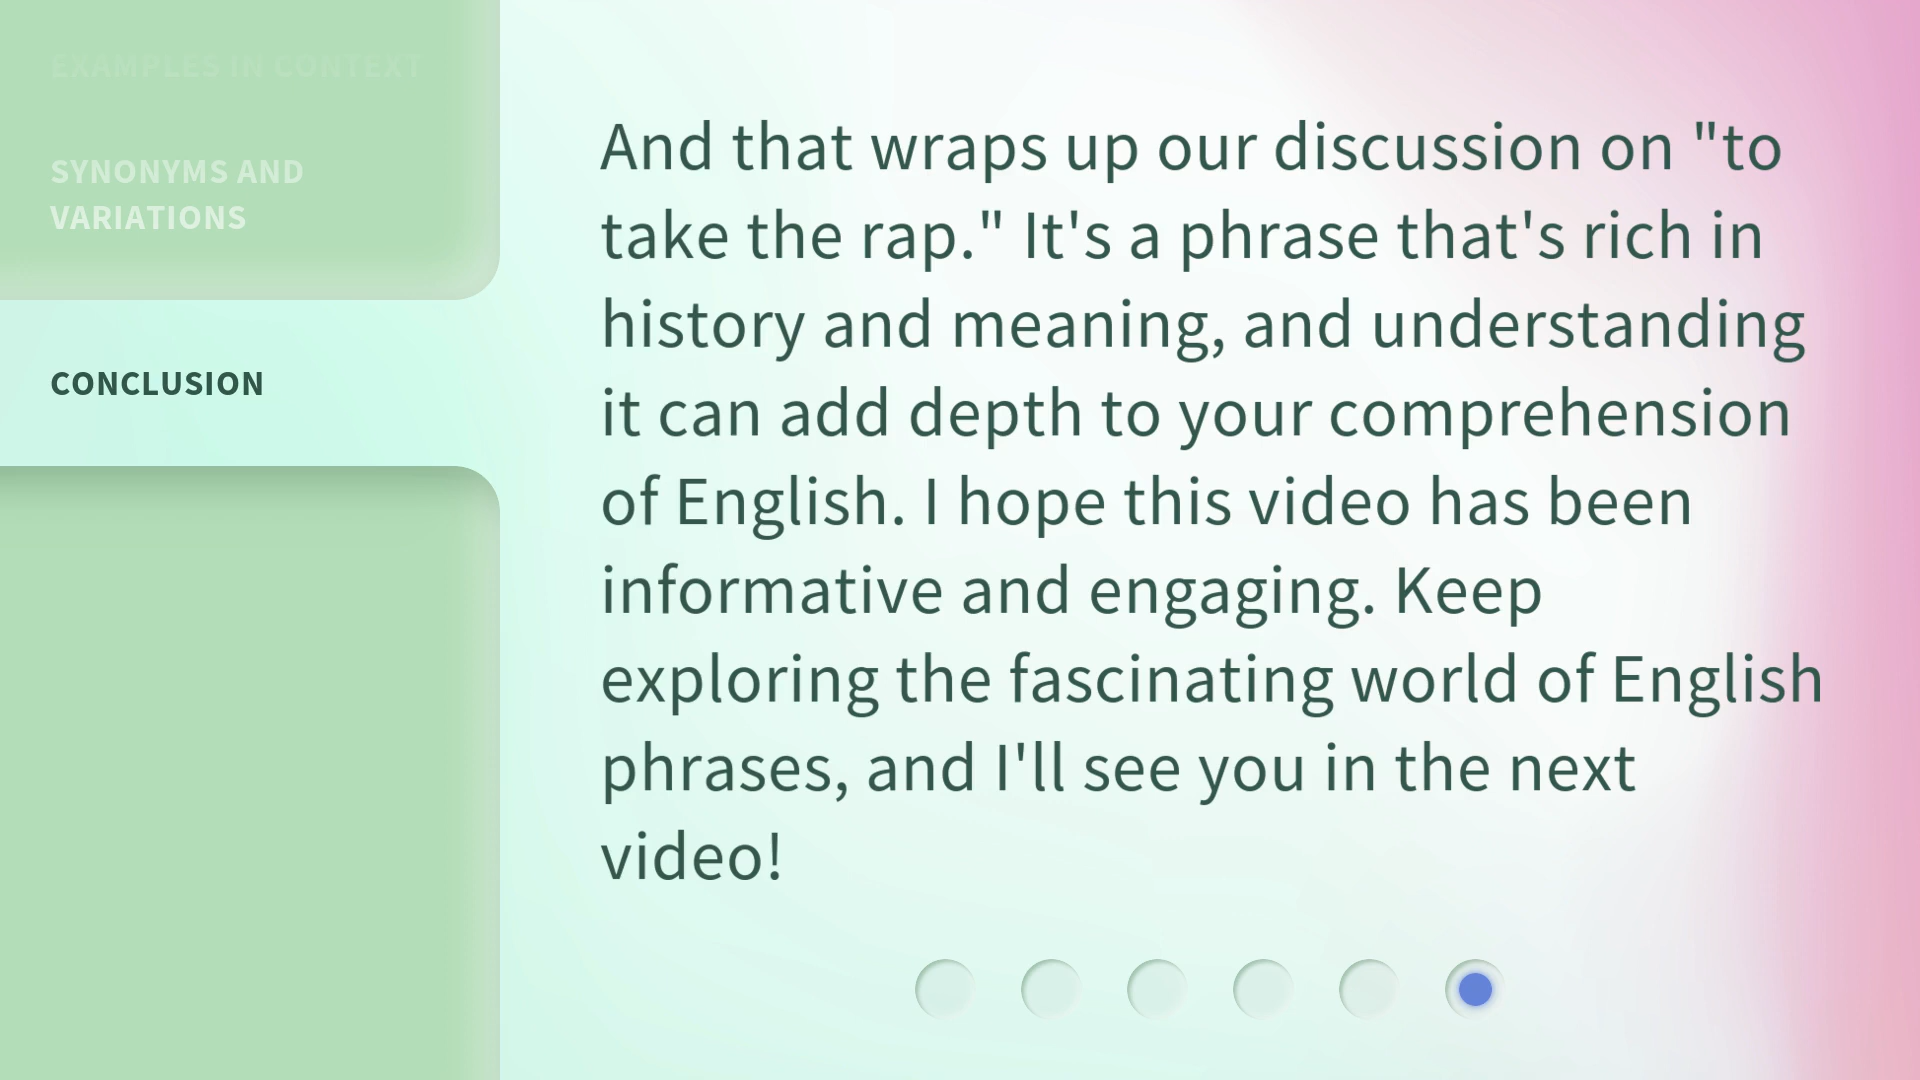 EXAMPLES IN CONTEXT
SYNONYMS AND
VARIATIONS
CONCLUSION
And that wraps up our discussion on "to
take the rap." It's a phrase that's rich in
history and meaning, and understanding
it can add depth to your comprehension
of English. I hope this video has been
informative and engaging. Keep
exploring the fascinating world of English
phrases, and I'll see you in the next
video!